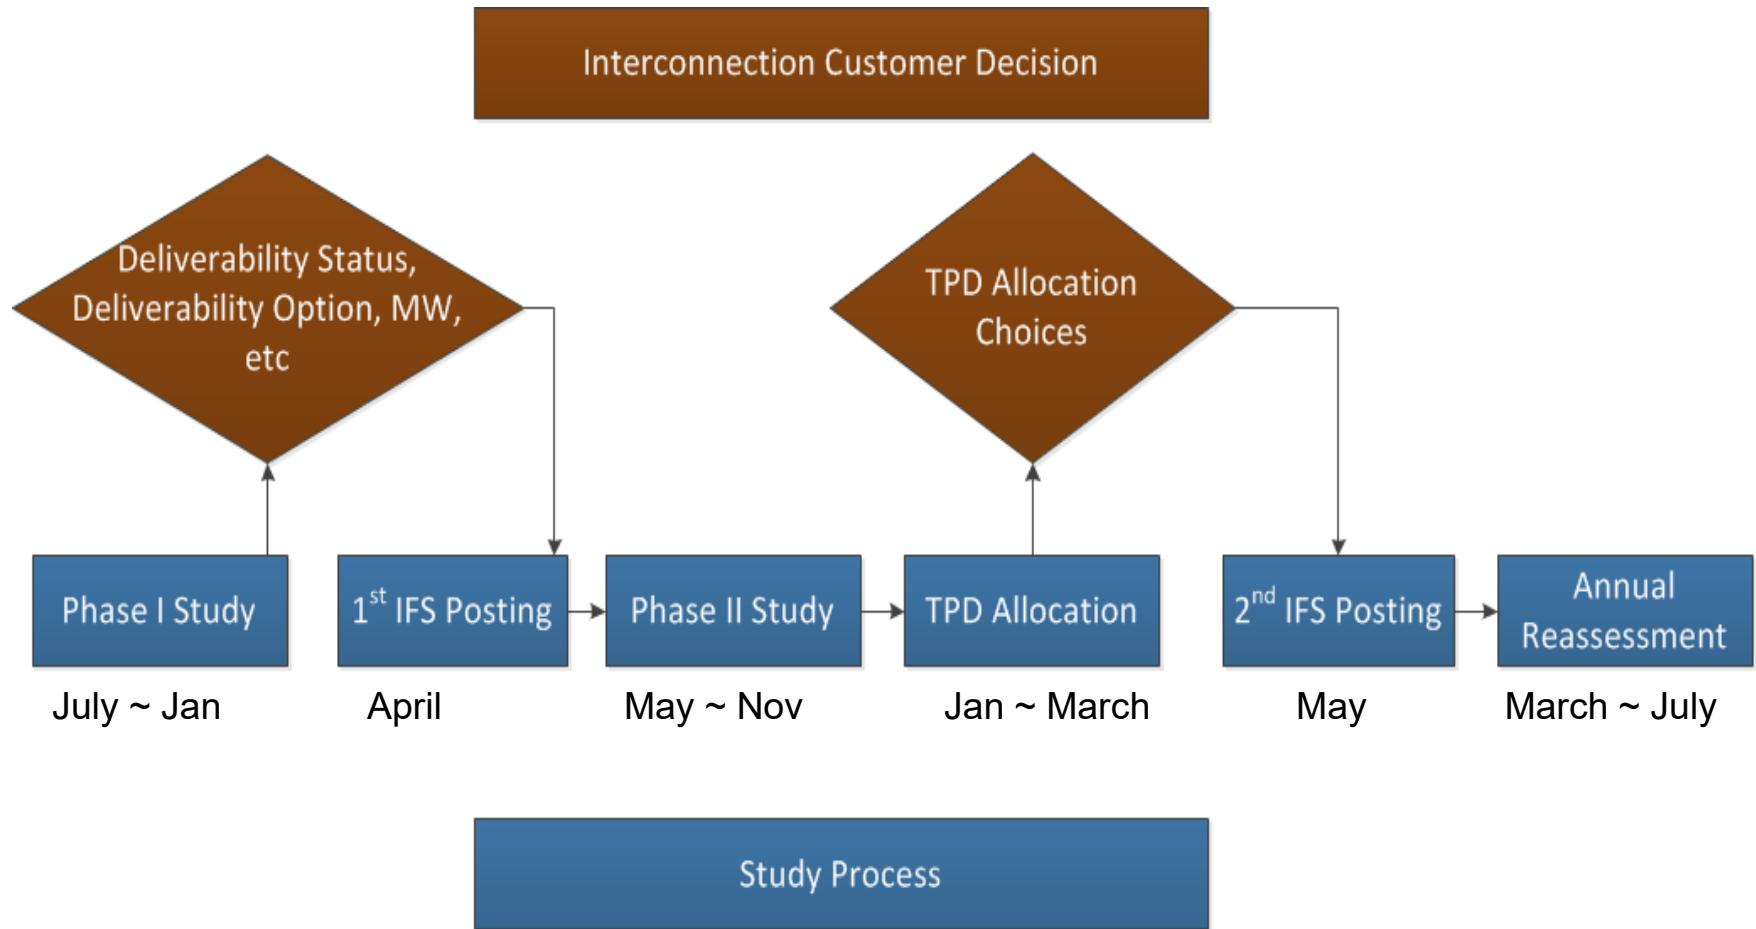 Interconnection Customer Decision
Deliverability Status,
Deliverability Option, MW,
etc
TPD Allocation
Choices
Phase I Study
1st IFS Posting
Phase II Study
TPD Allocation
2nd IFS Posting
Annual
Reassessment
July ~ Jan
April
May ~ Nov
Jan ~ March
May
March ~ July
Study Process